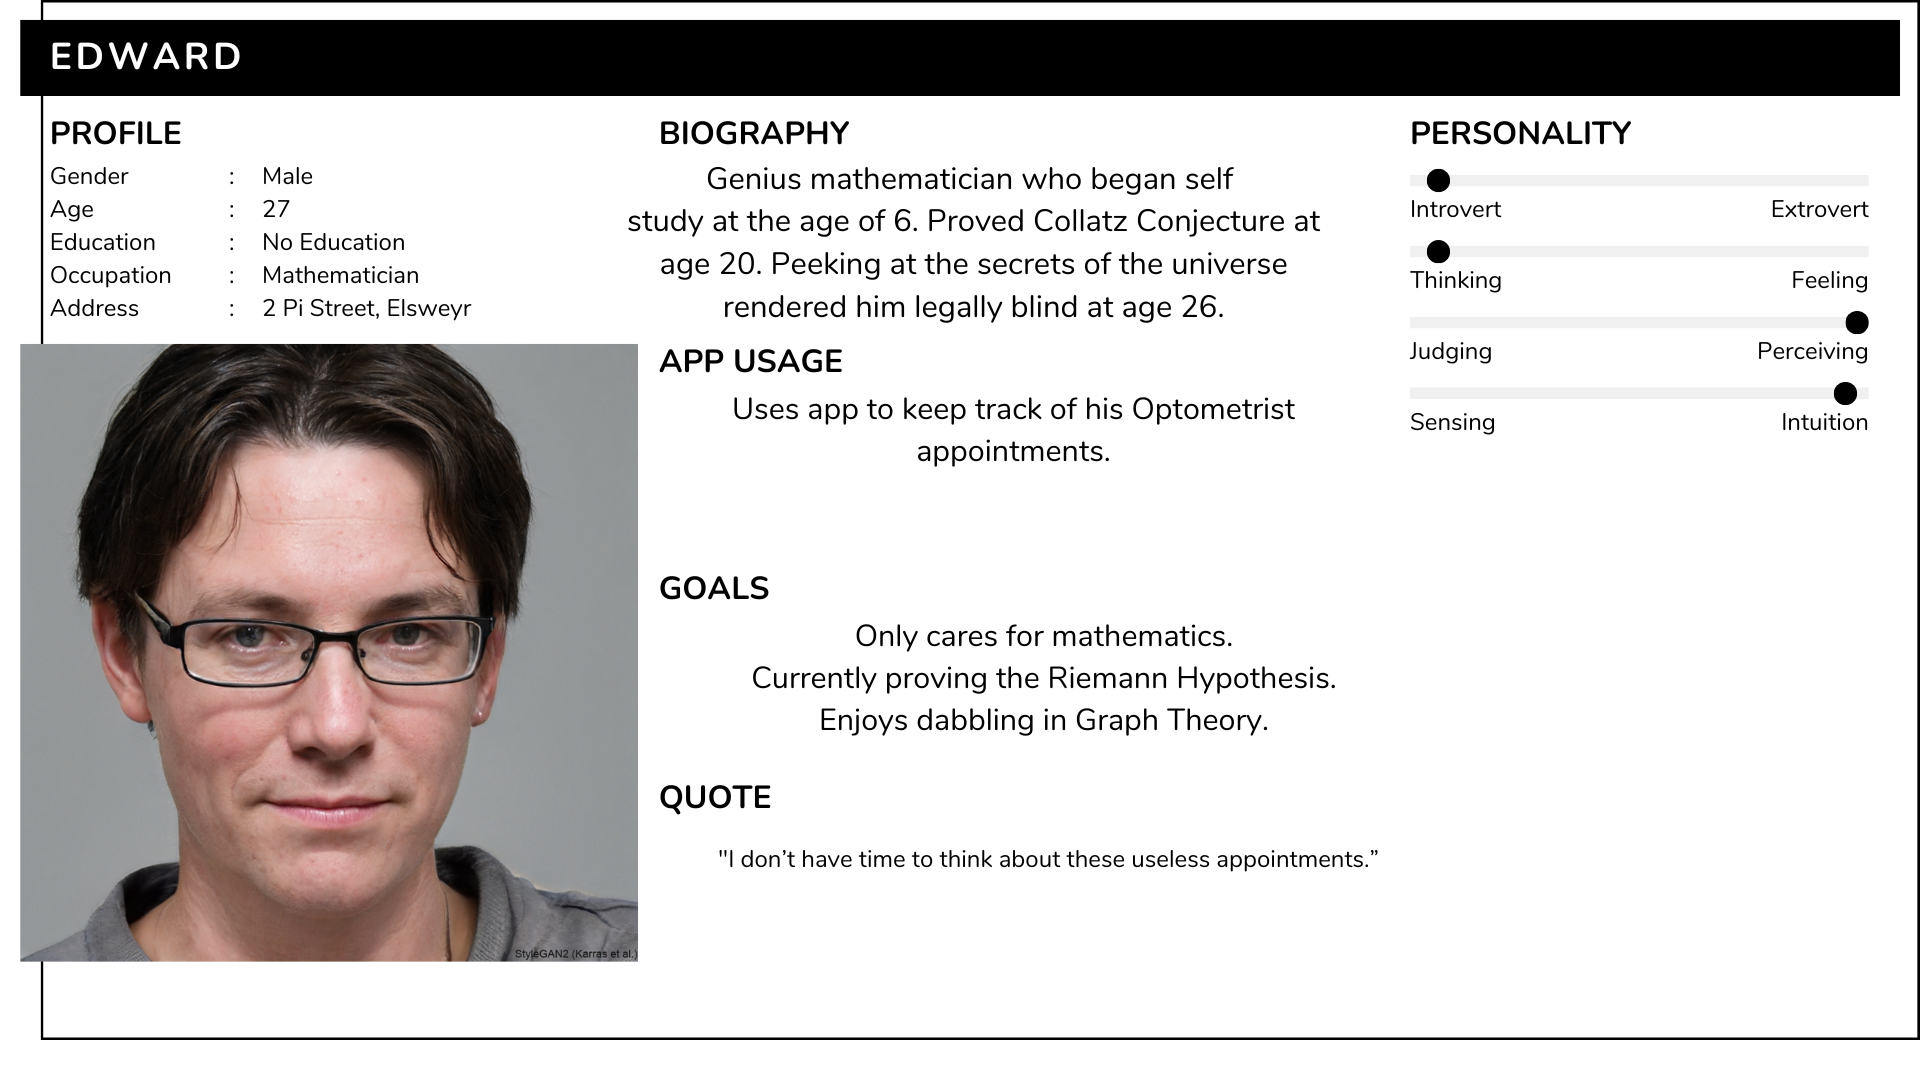 EDWARD
PROFILE
Gender : Male
Age : 27
Education : No Education
Occupation : Mathematician
Address : 2 Pi Street, Elsweyr
StyleGAN2 (Karras et al.)
BIOGRAPHY
Genius mathematician who began self
study at the age of 6. Proved Collatz Conjecture at
age 20. Peeking at the secrets of the universe
rendered him legally blind at age 26.
APP USAGE
Uses app to keep track of his Optometrist
appointments.
GOALS
Only cares for mathematics.
Currently proving the Riemann Hypothesis.
Enjoys dabbling in Graph Theory.
QUOTE
"I don’t have time to think about these useless appointments.”
PERSONALITY
Introvert Extrovert
Thinking Feeling
Judging Perceiving
Sensing Intuition